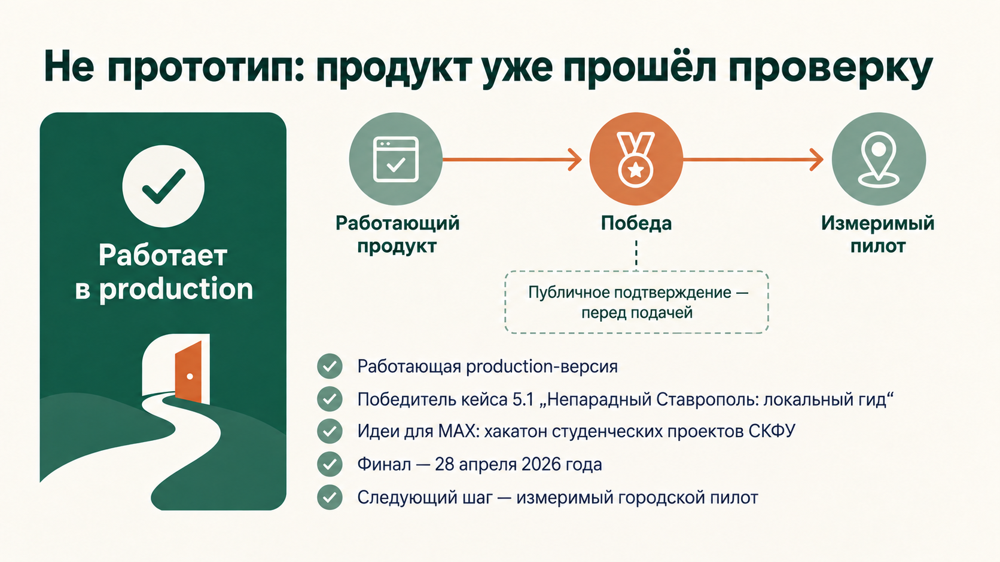 Не прототип: продукт уже прошёл проверку
Работает
в production
Работающий
продукт
Победа
Измеримый
пилот
Публичное подтверждение —
перед подачей
Работающая production-версия
Победитель кейса 5.1 „Непарадный Ставрополь: локальный гид“
Идеи для MAX: хакатон студенческих проектов СКФУ
Финал — 28 апреля 2026 года
Следующий шаг — измеримый городской пилот